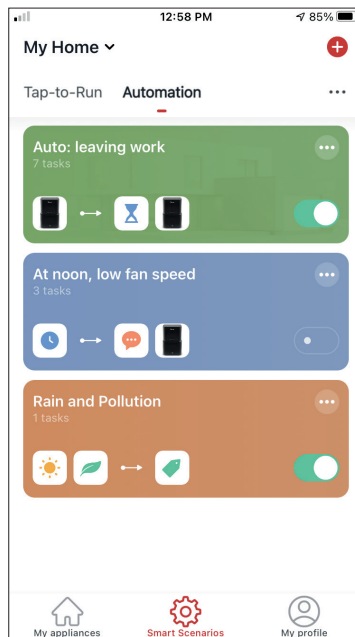 12:58 PM
85%
My Home
Tap-to-Run
Automation
Auto: leaving work
7 tasks
At noon, low fan speed
3 tasks
Rain and Pollution
1 tasks
My appliances
Smart Scenarios
My profile